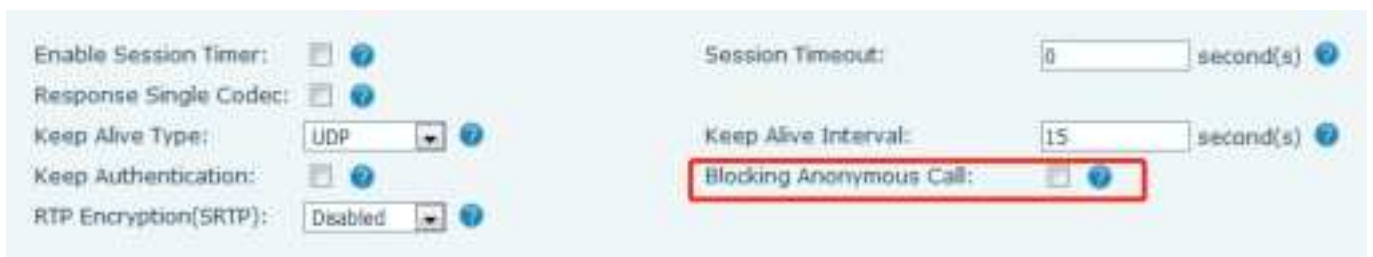 Enable Session Timer: Session Timeout: 0 second(s)
Response Single Codec:
Keep Alive Type: UDP Keep Alive Interval: 15 second(s)
Keep Authentication: Blocking Anonymous Call:
RTP Encryption(SRTP): Disabled